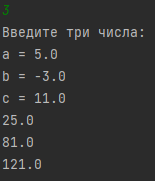 3
Введите три числа:
a = 5.0
b = -3.0
c = 11.0
25.0
81.0
121.0